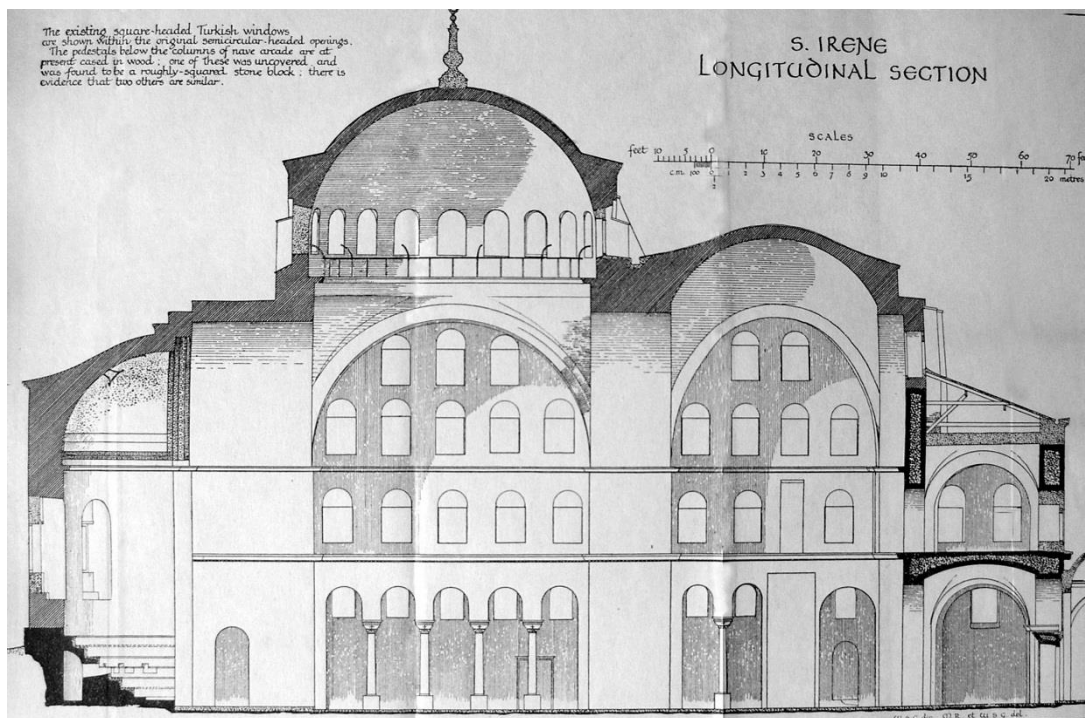 The existing square-headed Turkish windows
are shown within the original semicircular-headed openings.
The pedestals below the columns of nave arcade are at
present cased in wood ; one of these was uncovered and
was found to be a roughly-squared stone block ; there is
evidence that two others are similar.
S. IRENE
LONGITUDINAL SECTION
SCALES
feet 10 5 0 10 20 30 40 50 60 70
cm 100 0 1 2 3 4 5 6 7 8 9 10 15 20 metres